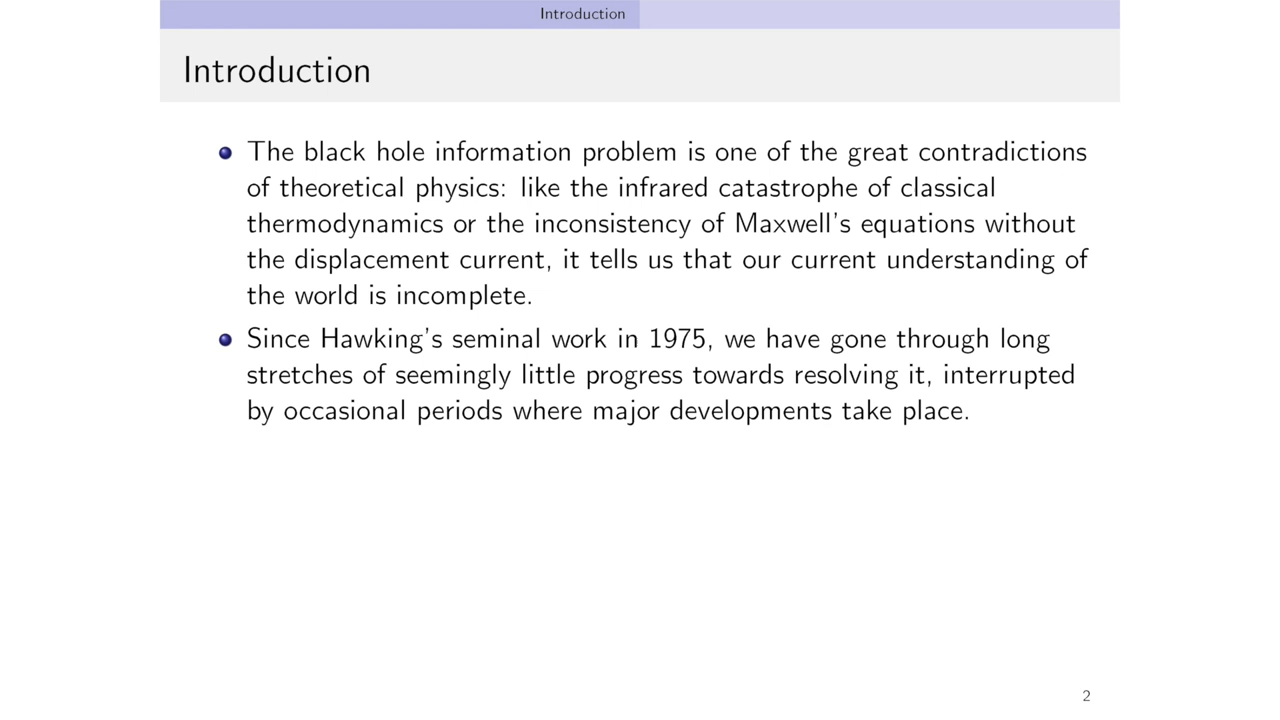 Introduction
Introduction
The black hole information problem is one of the great contradictions
of theoretical physics: like the infrared catastrophe of classical
thermodynamics or the inconsistency of Maxwell's equations without
the displacement current, it tells us that our current understanding of
the world is incomplete.
Since Hawking's seminal work in 1975, we have gone through long
stretches of seemingly little progress towards resolving it, interrupted
by occasional periods where major developments take place.
2